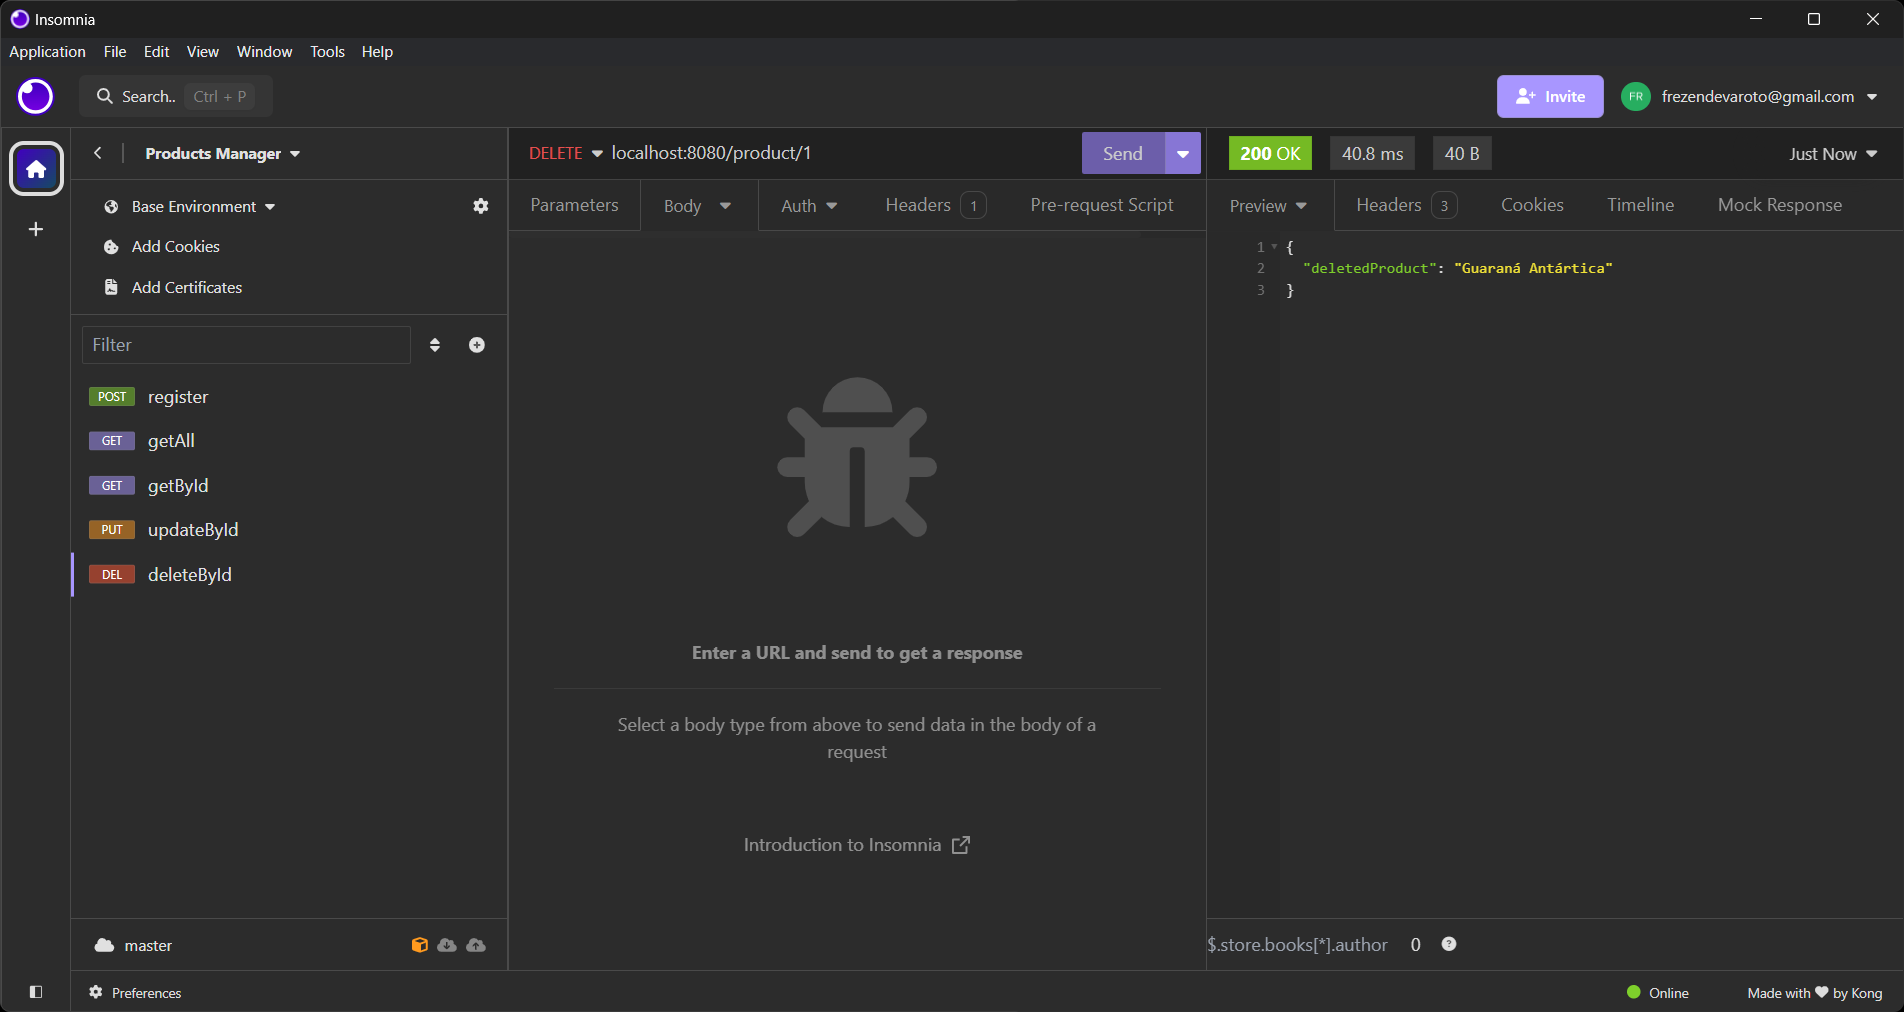 Insomnia
Application File Edit View Window Tools Help
Search.. Ctrl + P
Invite
FR frezendevaroto@gmail.com
Products Manager
Base Environment
Add Cookies
Add Certificates
Filter
POST register
GET getAll
GET getById
PUT updateById
DEL deleteById
master
Preferences
DELETE localhost:8080/product/1 Send
Parameters Body Auth Headers 1 Pre-request Script
Enter a URL and send to get a response
Select a body type from above to send data in the body of a
request
Introduction to Insomnia
200 OK 40.8 ms 40 B Just Now
Preview Headers 3 Cookies Timeline Mock Response
1 {
2 "deletedProduct": "Guaraná Antártica"
3 }
$.store.books[*].author 0 ?
Online Made with ♥ by Kong